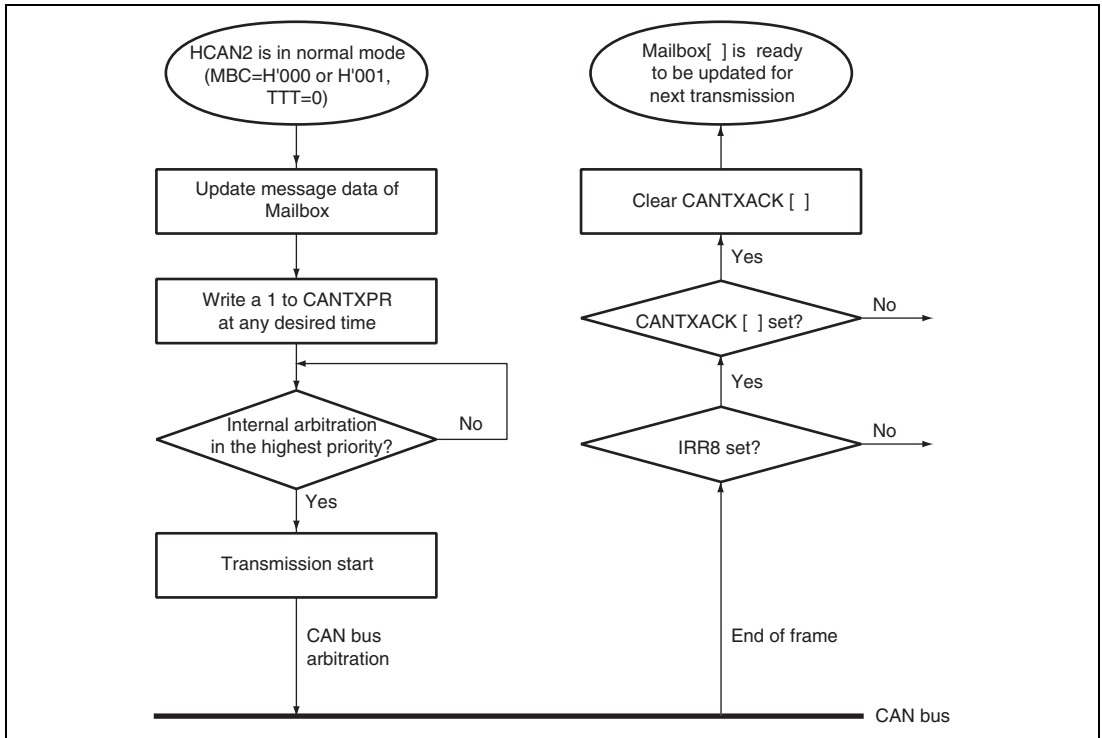 HCAN2 is in normal mode
(MBC=H'000 or H'001,
TTT=0)
Update message data of
Mailbox
Write a 1 to CANTXPR
at any desired time
Internal arbitration
in the highest priority?
No
Yes
Transmission start
CAN bus
arbitration
Mailbox[ ] is ready
to be updated for
next transmission
Clear CANTXACK [ ]
Yes
CANTXACK [ ] set?
No
Yes
IRR8 set?
No
End of frame
CAN bus